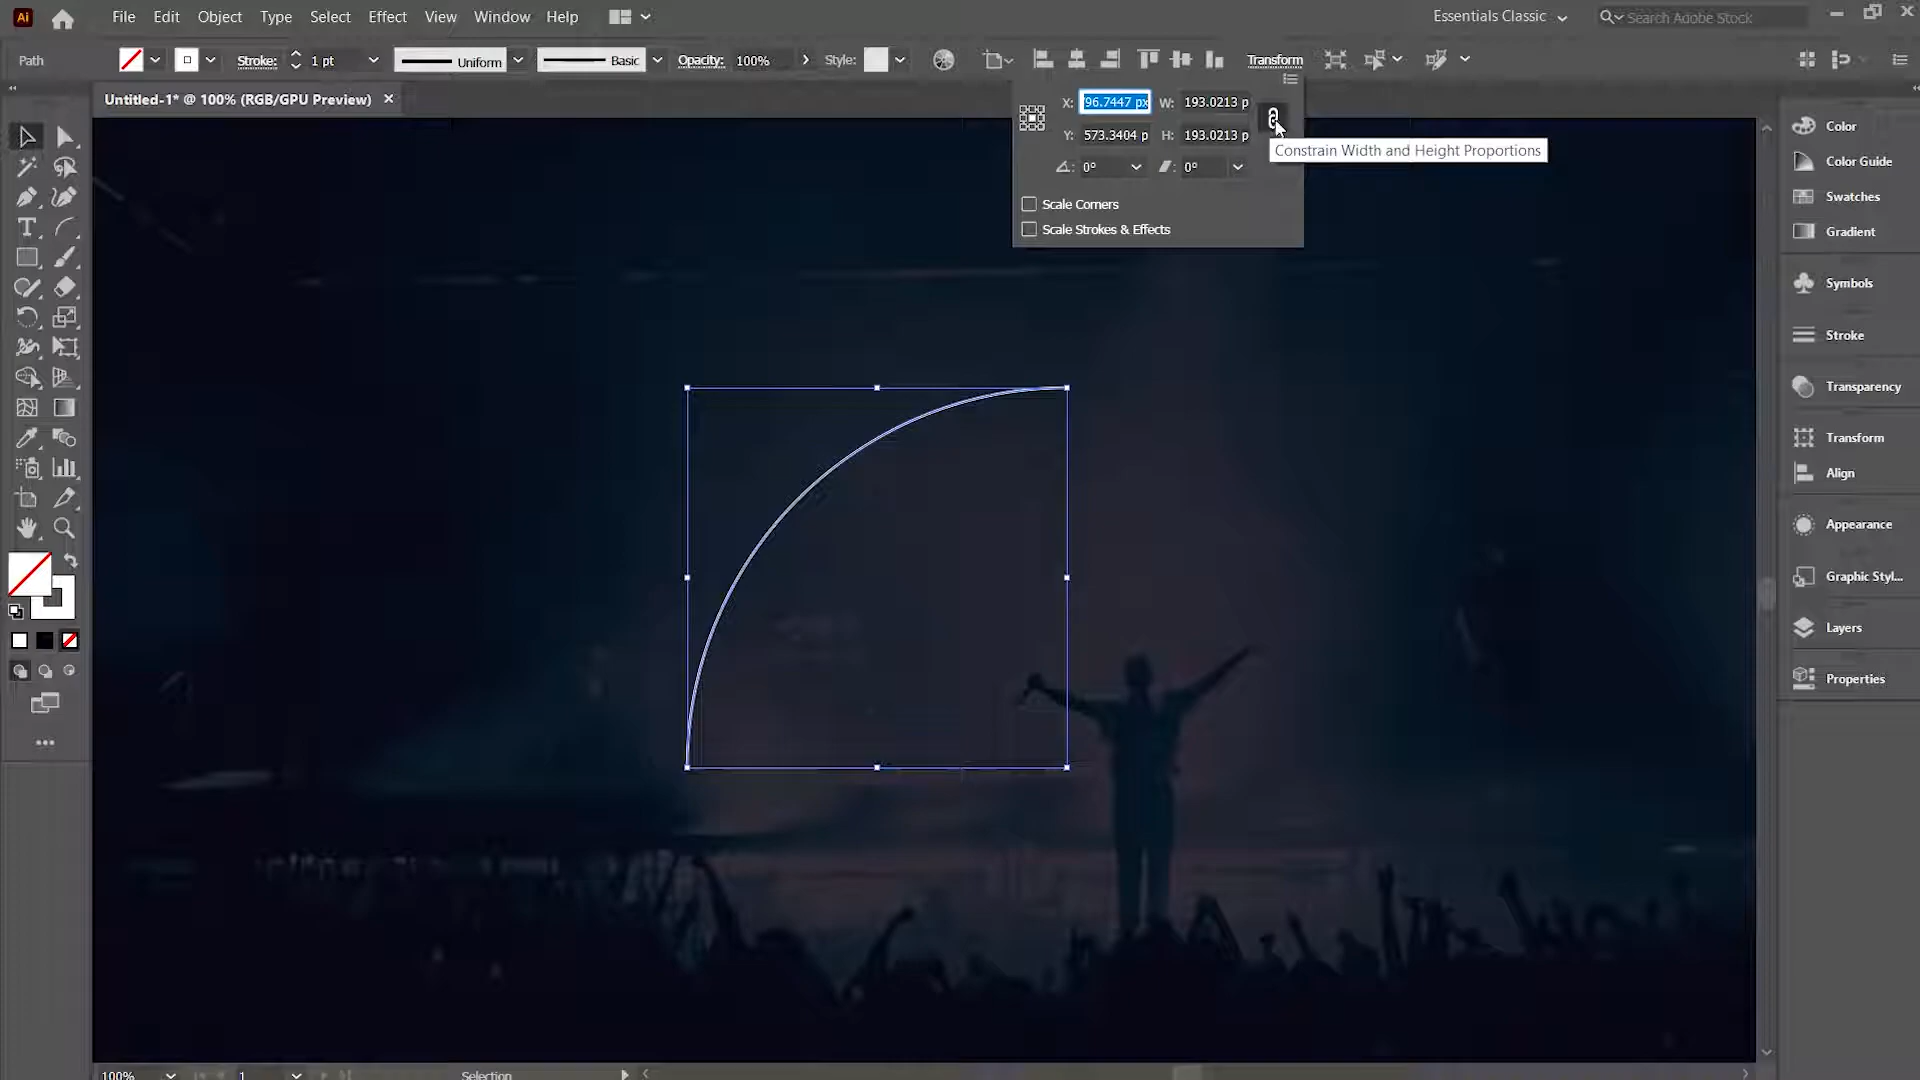 Ai File Edit Object Type Select Effect View Window Help Essentials Classic Search Adobe Stock
Path Stroke: 1 pt Uniform Basic Opacity: 100% Style: Transform
Untitled-1* @ 100% (RGB/GPU Preview)
X: 96.7447 px W: 193.0213 p
Y: 573.3404 p H: 193.0213 p
Constrain Width and Height Proportions
0° 0°
Scale Corners
Scale Strokes & Effects
Color
Color Guide
Swatches
Gradient
Symbols
Stroke
Transparency
Transform
Align
Appearance
Graphic Styl...
Layers
Properties
100% 1 Selection